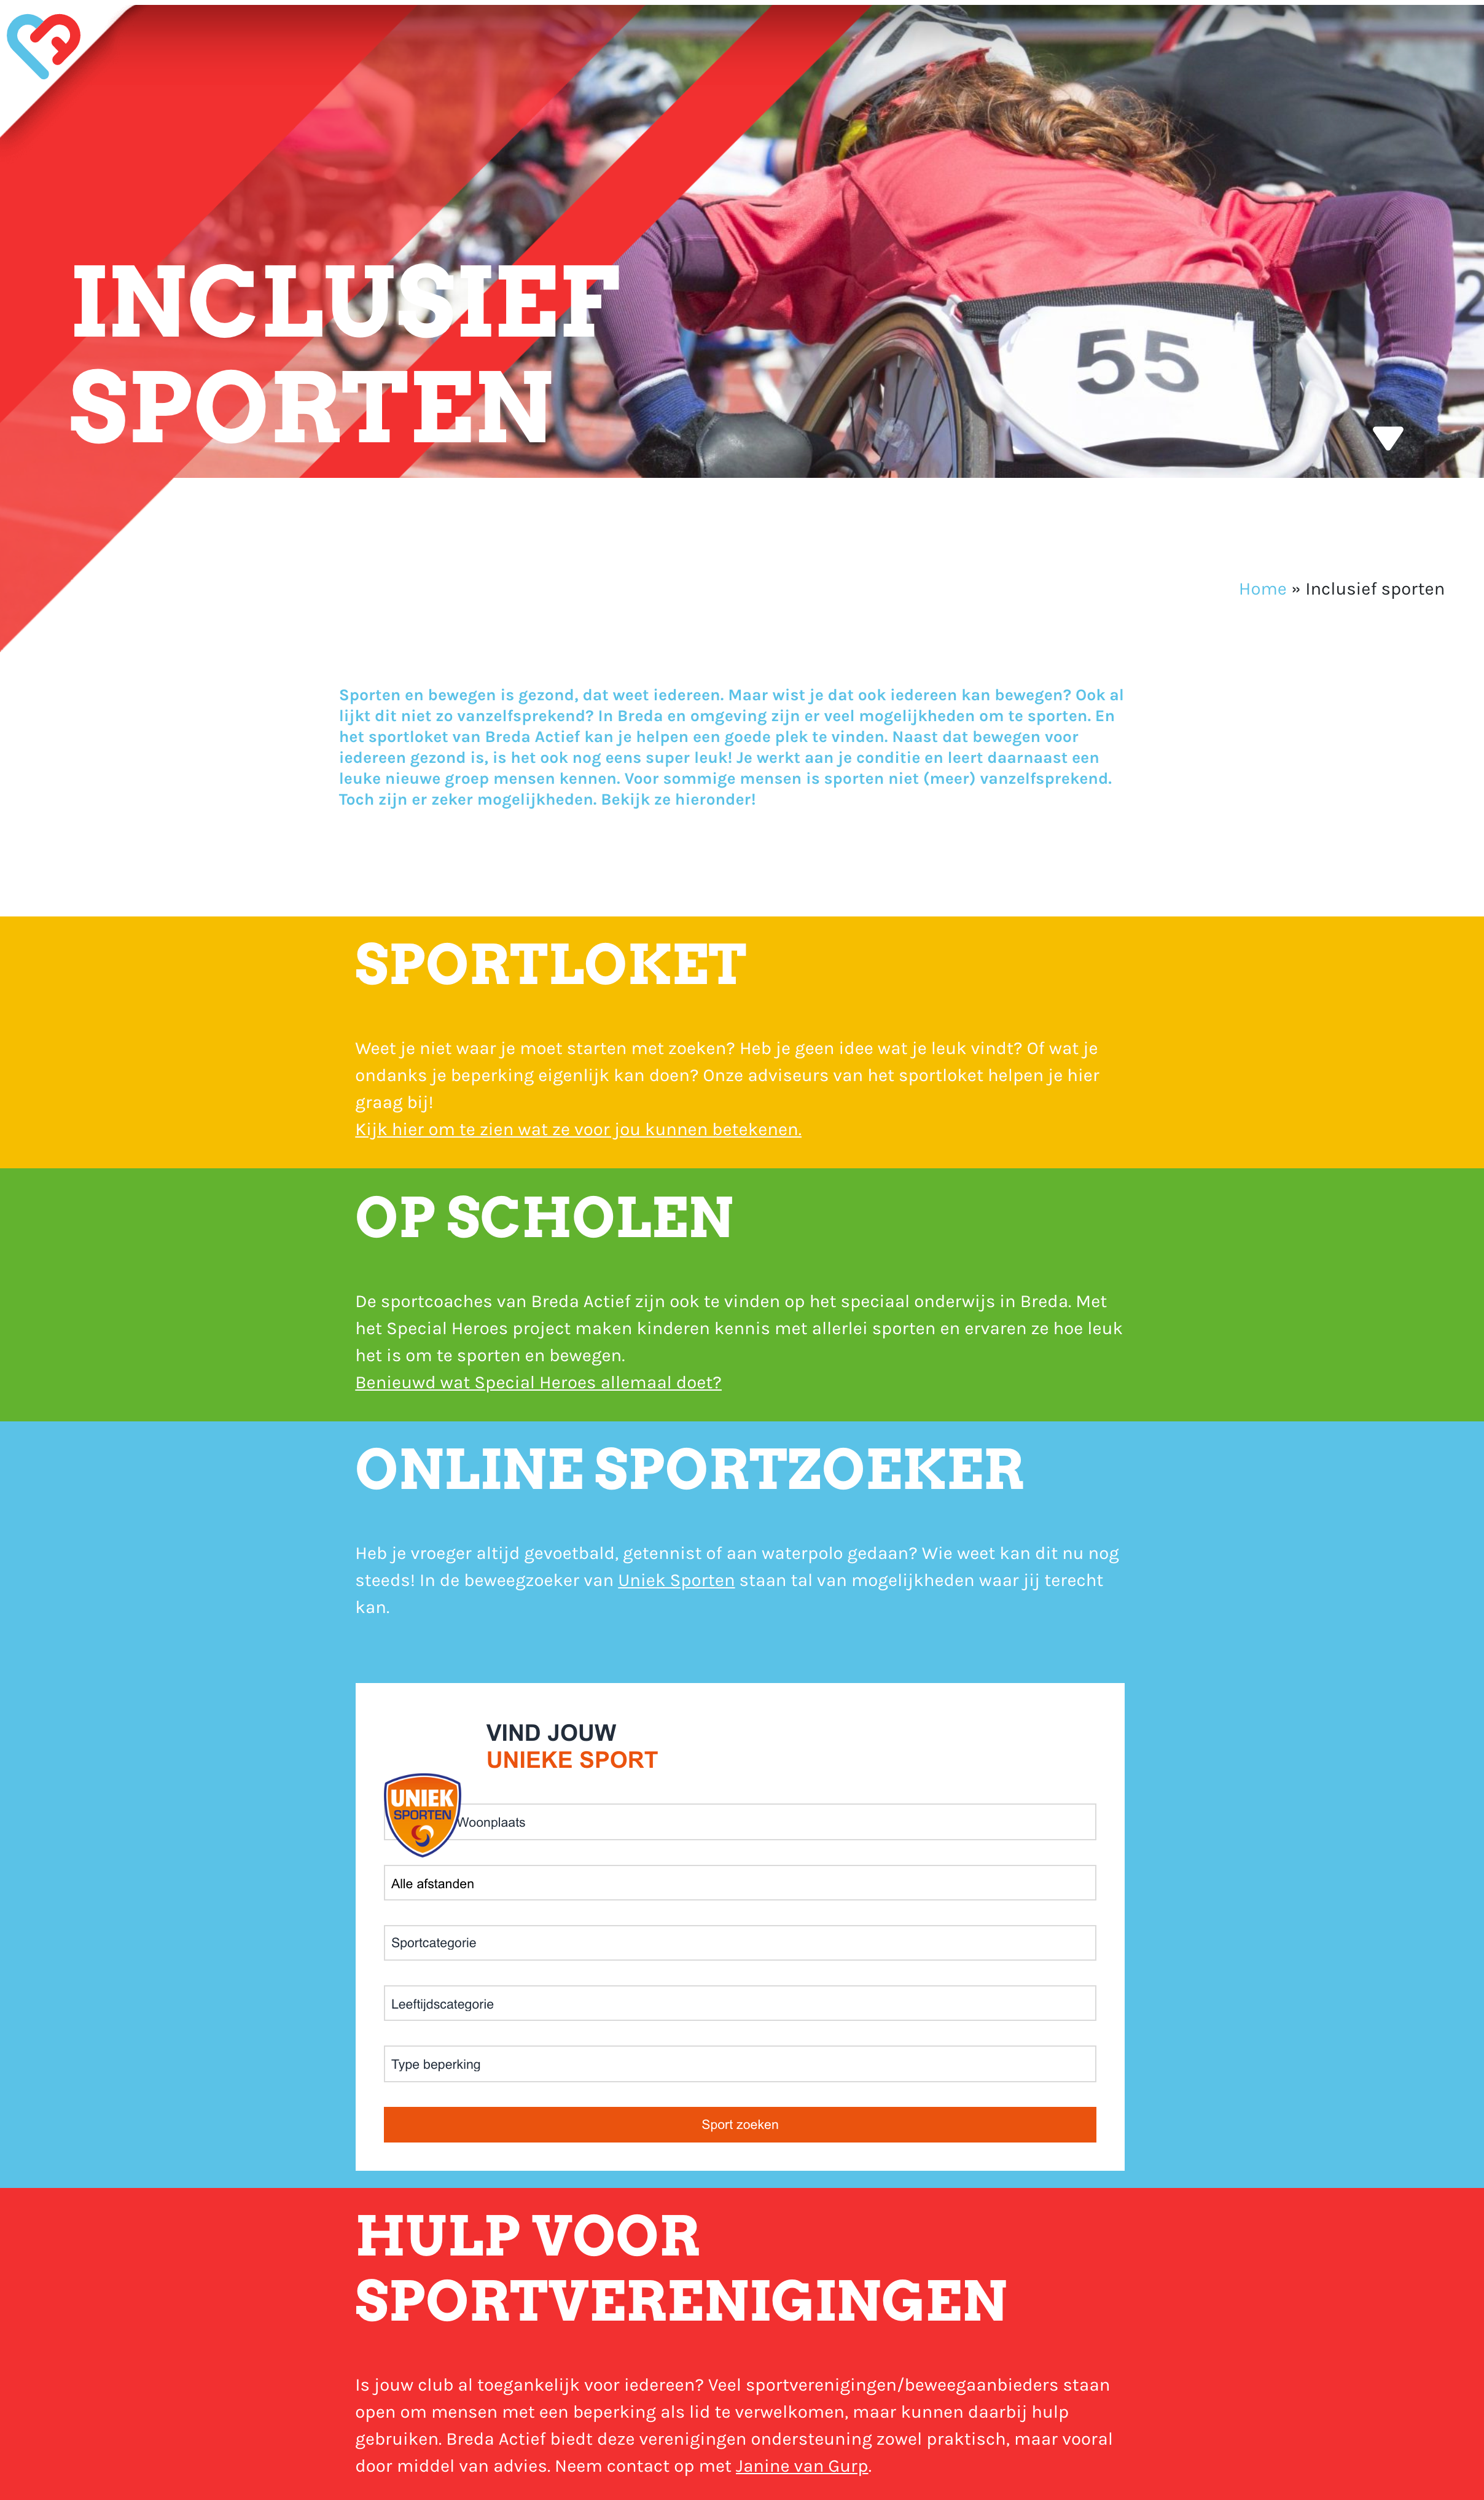 INCLUSIEF
SPORTEN
55
2
Home » Inclusief sporten
Sporten en bewegen is gezond, dat weet iedereen. Maar wist je dat ook iedereen kan bewegen? Ook al
lijkt dit niet zo vanzelfsprekend? In Breda en omgeving zijn er veel mogelijkheden om te sporten. En
het sportloket van Breda Actief kan je helpen een goede plek te vinden. Naast dat bewegen voor
iedereen gezond is, is het ook nog eens super leuk! Je werkt aan je conditie en leert daarnaast een
leuke nieuwe groep mensen kennen. Voor sommige mensen is sporten niet (meer) vanzelfsprekend.
Toch zijn er zeker mogelijkheden. Bekijk ze hieronder!
SPORTLOKET
Weet je niet waar je moet starten met zoeken? Heb je geen idee wat je leuk vindt? Of wat je
ondanks je beperking eigenlijk kan doen? Onze adviseurs van het sportloket helpen je hier
graag bij!
Kijk hier om te zien wat ze voor jou kunnen betekenen.
OP SCHOLEN
De sportcoaches van Breda Actief zijn ook te vinden op het speciaal onderwijs in Breda. Met
het Special Heroes project maken kinderen kennis met allerlei sporten en ervaren ze hoe leuk
het is om te sporten en bewegen.
Benieuwd wat Special Heroes allemaal doet?
ONLINE SPORTZOEKER
Heb je vroeger altijd gevoetbald, getennist of aan waterpolo gedaan? Wie weet kan dit nu nog
steeds! In de beweegzoeker van Uniek Sporten staan tal van mogelijkheden waar jij terecht
kan.
VIND JOUW
UNIEKE SPORT
UNIEK
SPORTEN
Woonplaats
Alle afstanden
Sportcategorie
Leeftijdscategorie
Type beperking
Sport zoeken
HULP VOOR
SPORTVERENIGINGEN
Is jouw club al toegankelijk voor iedereen? Veel sportverenigingen/beweegaanbieders staan
open om mensen met een beperking als lid te verwelkomen, maar kunnen daarbij hulp
gebruiken. Breda Actief biedt deze verenigingen ondersteuning zowel praktisch, maar vooral
door middel van advies. Neem contact op met Janine van Gurp.